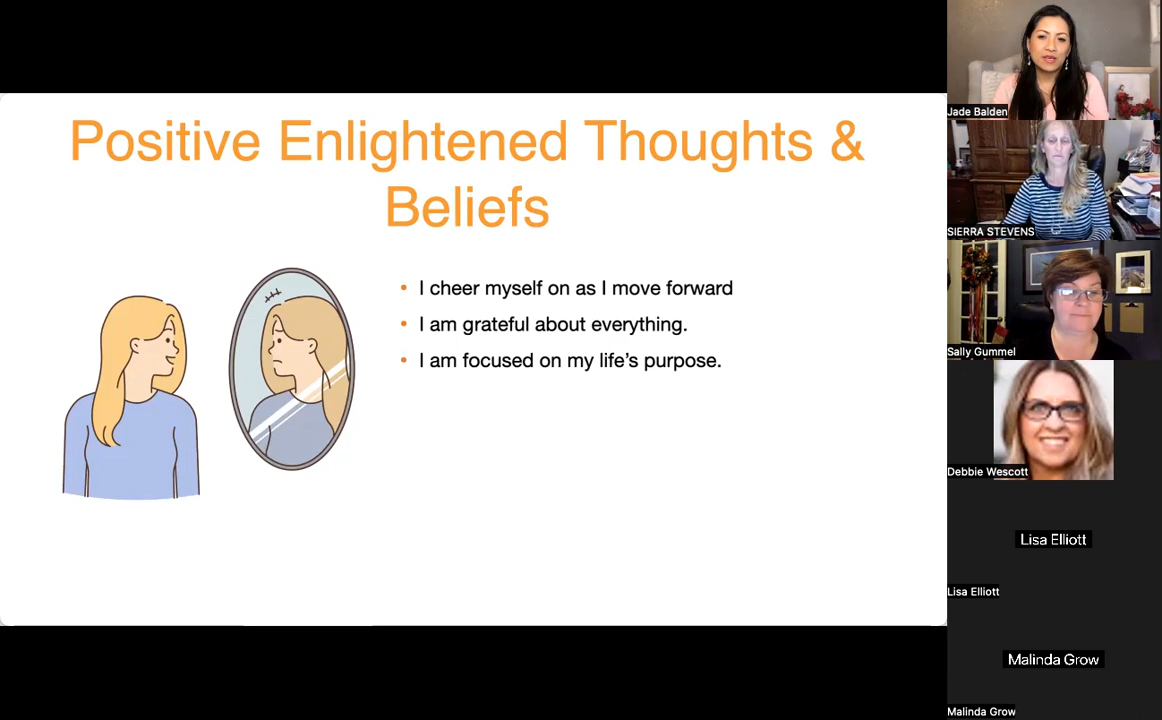 Positive Enlightened Thoughts &
Beliefs
• I cheer myself on as I move forward
• I am grateful about everything.
• I am focused on my life’s purpose.
Jade Balden
SIERRA STEVENS
Sally Gummel
Debbie Wescott
Lisa Elliott
Lisa Elliott
Malinda Grow
Malinda Grow